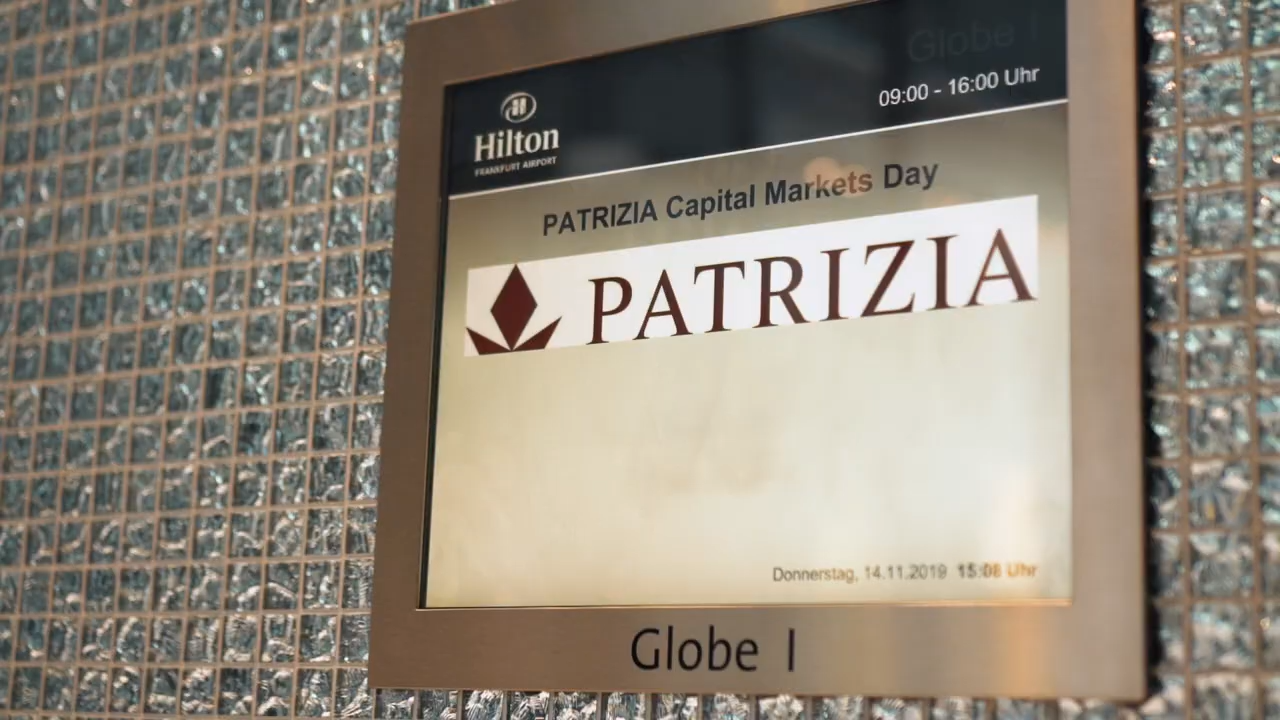 Globe I
09:00 - 16:00 Uhr
Hilton
FRANKFURT AIRPORT
PATRIZIA Capital Markets Day
PATRIZIA
Donnerstag, 14.11.2019 15:08 Uhr
Globe I